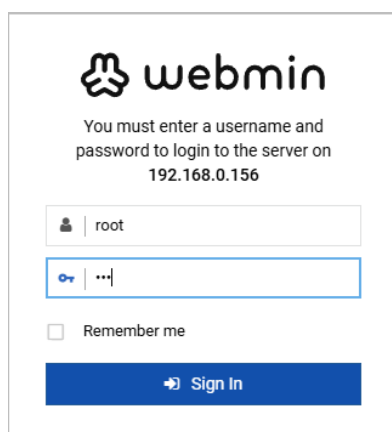 webmin
You must enter a username and
password to login to the server on
192.168.0.156
root
•••
Remember me
Sign In